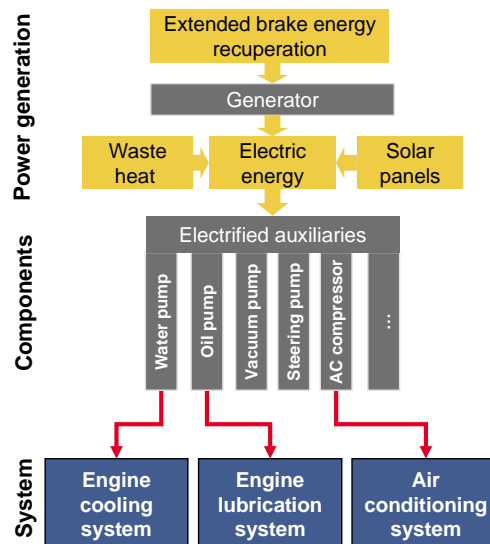 Power generation
Extended brake energy
recuperation
Generator
Waste
heat
Electric
energy
Solar
panels
Components
Electrified auxiliaries
Water pump
Oil pump
Vacuum pump
Steering pump
AC compressor
...
System
Engine
cooling
system
Engine
lubrication
system
Air
conditioning
system